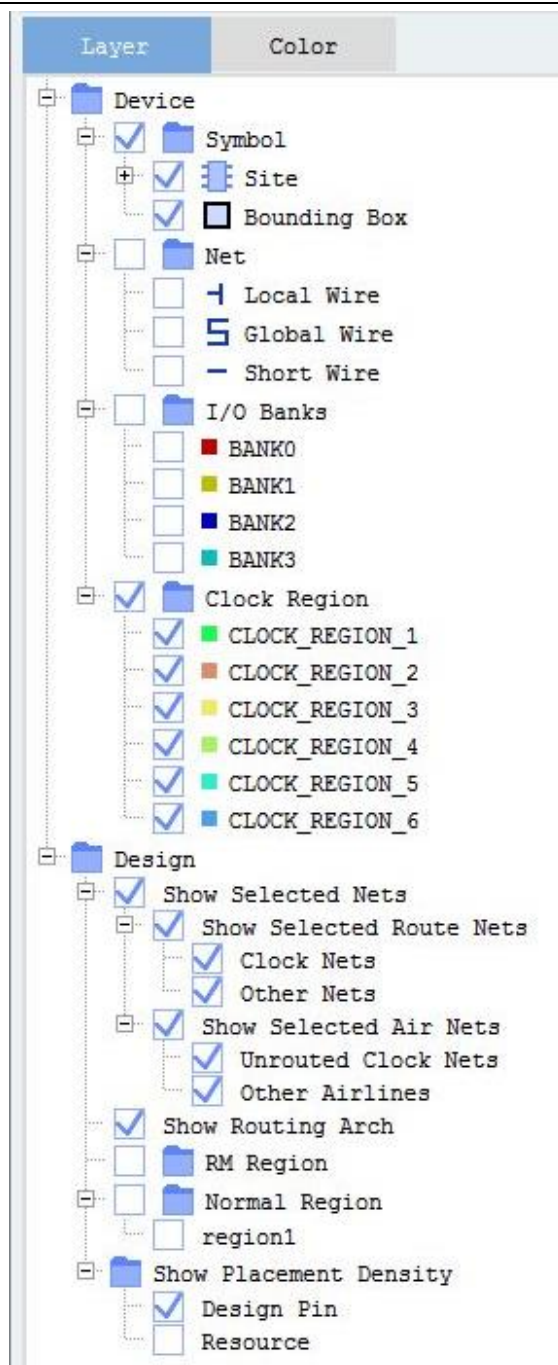 Layer Color
Device
Symbol
Site
Bounding Box
Net
Local Wire
Global Wire
Short Wire
I/O Banks
BANK0
BANK1
BANK2
BANK3
Clock Region
CLOCK_REGION_1
CLOCK_REGION_2
CLOCK_REGION_3
CLOCK_REGION_4
CLOCK_REGION_5
CLOCK_REGION_6
Design
Show Selected Nets
Show Selected Route Nets
Clock Nets
Other Nets
Show Selected Air Nets
Unrouted Clock Nets
Other Airlines
Show Routing Arch
RM Region
Normal Region
region1
Show Placement Density
Design Pin
Resource